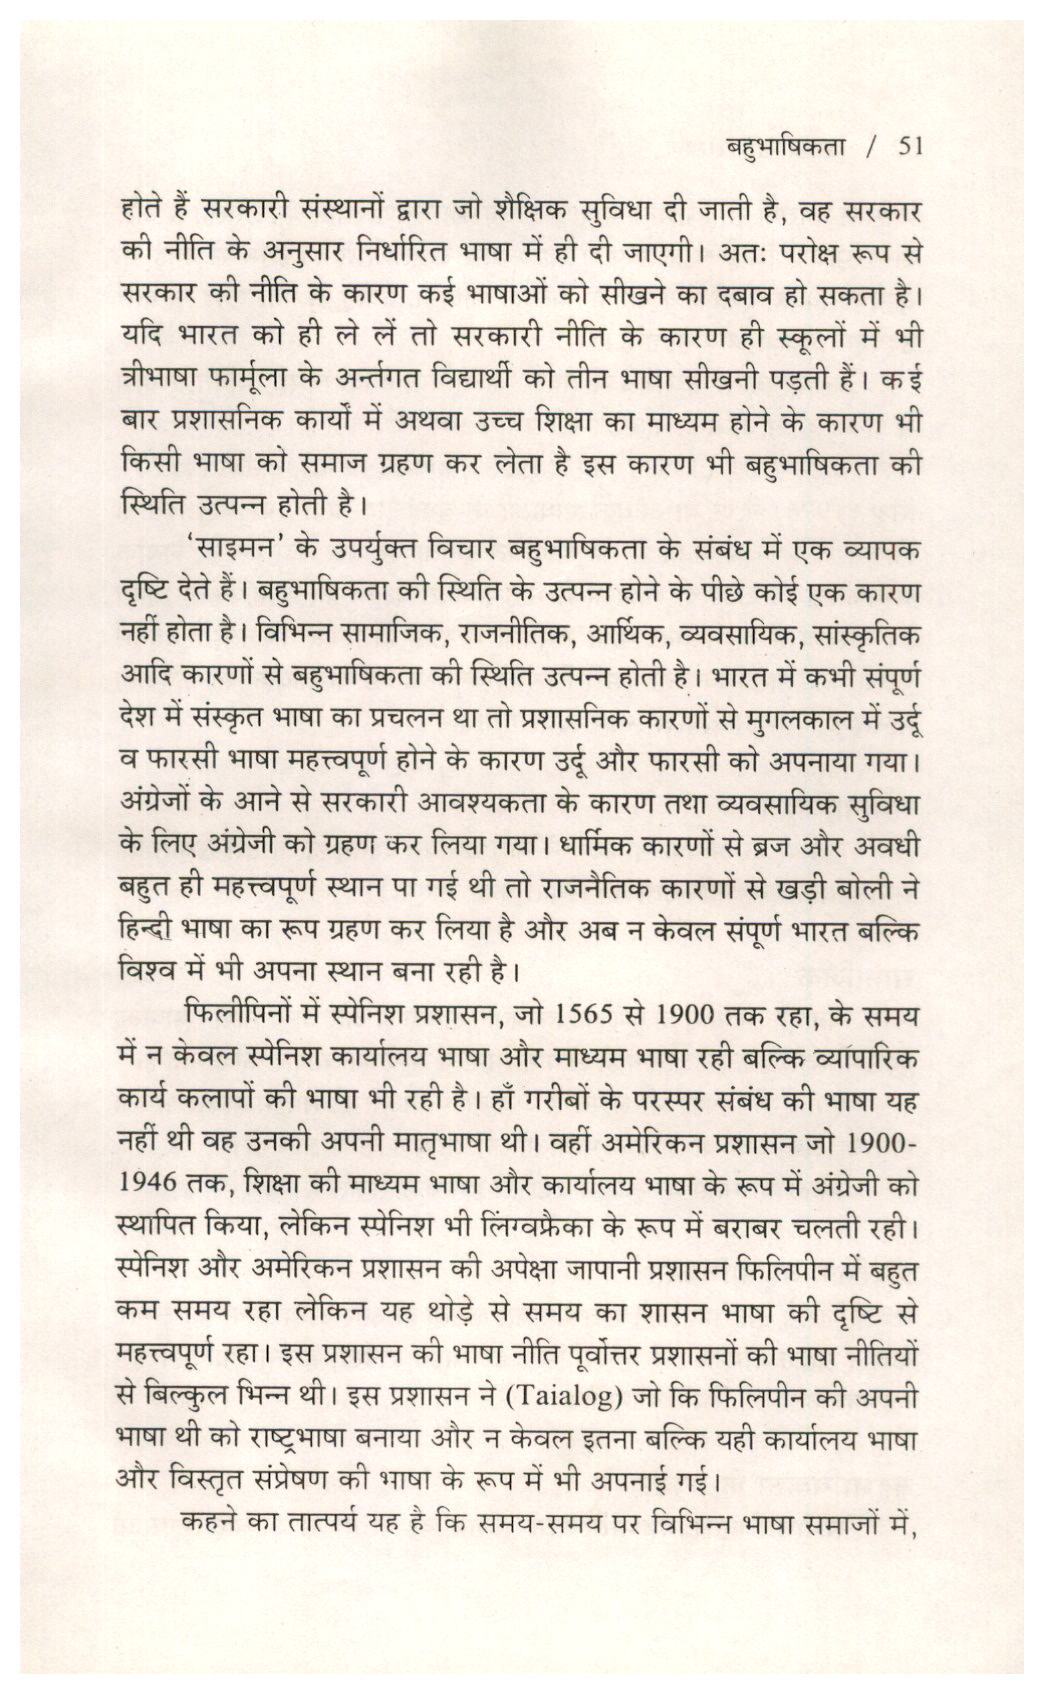 बहुभाषिकता / 51
होते हैं सरकारी संस्थानों द्वारा जो शैक्षिक सुविधा दी जाती है, वह सरकार
की नीति के अनुसार निर्धारित भाषा में ही दी जाएगी। अतः परोक्ष रूप से
सरकार की नीति के कारण कई भाषाओं को सीखने का दबाव हो सकता है।
यदि भारत को ही ले लें तो सरकारी नीति के कारण ही स्कूलों में भी
त्रीभाषा फार्मूला के अर्न्तगत विद्यार्थी को तीन भाषा सीखनी पड़ती हैं। कई
बार प्रशासनिक कार्यों में अथवा उच्च शिक्षा का माध्यम होने के कारण भी
किसी भाषा को समाज ग्रहण कर लेता है इस कारण भी बहुभाषिकता की
स्थिति उत्पन्न होती है।
‘साइमन’ के उपर्युक्त विचार बहुभाषिकता के संबंध में एक व्यापक
दृष्टि देते हैं। बहुभाषिकता की स्थिति के उत्पन्न होने के पीछे कोई एक कारण
नहीं होता है। विभिन्न सामाजिक, राजनीतिक, आर्थिक, व्यवसायिक, सांस्कृतिक
आदि कारणों से बहुभाषिकता की स्थिति उत्पन्न होती है। भारत में कभी संपूर्ण
देश में संस्कृत भाषा का प्रचलन था तो प्रशासनिक कारणों से मुगलकाल में उर्दू
व फारसी भाषा महत्त्वपूर्ण होने के कारण उर्दू और फारसी को अपनाया गया।
अंग्रेजों के आने से सरकारी आवश्यकता के कारण तथा व्यवसायिक सुविधा
के लिए अंग्रेजी को ग्रहण कर लिया गया। धार्मिक कारणों से ब्रज और अवधी
बहुत ही महत्त्वपूर्ण स्थान पा गई थी तो राजनैतिक कारणों से खड़ी बोली ने
हिन्दी भाषा का रूप ग्रहण कर लिया है और अब न केवल संपूर्ण भारत बल्कि
विश्व में भी अपना स्थान बना रही है।
फिलीपिनों में स्पेनिश प्रशासन, जो 1565 से 1900 तक रहा, के समय
में न केवल स्पेनिश कार्यालय भाषा और माध्यम भाषा रही बल्कि व्यापारिक
कार्य कलापों की भाषा भी रही है। हाँ गरीबों के परस्पर संबंध की भाषा यह
नहीं थी वह उनकी अपनी मातृभाषा थी। वहीं अमेरिकन प्रशासन जो 1900-
1946 तक, शिक्षा की माध्यम भाषा और कार्यालय भाषा के रूप में अंग्रेजी को
स्थापित किया, लेकिन स्पेनिश भी लिंग्वफ्रैका के रूप में बराबर चलती रही।
स्पेनिश और अमेरिकन प्रशासन की अपेक्षा जापानी प्रशासन फिलिपीन में बहुत
कम समय रहा लेकिन यह थोड़े से समय का शासन भाषा की दृष्टि से
महत्त्वपूर्ण रहा। इस प्रशासन की भाषा नीति पूर्वोत्तर प्रशासनों की भाषा नीतियों
से बिल्कुल भिन्न थी। इस प्रशासन ने (Taialog) जो कि फिलिपीन की अपनी
भाषा थी को राष्ट्रभाषा बनाया और न केवल इतना बल्कि यही कार्यालय भाषा
और विस्तृत संप्रेषण की भाषा के रूप में भी अपनाई गई।
कहने का तात्पर्य यह है कि समय-समय पर विभिन्न भाषा समाजों में,